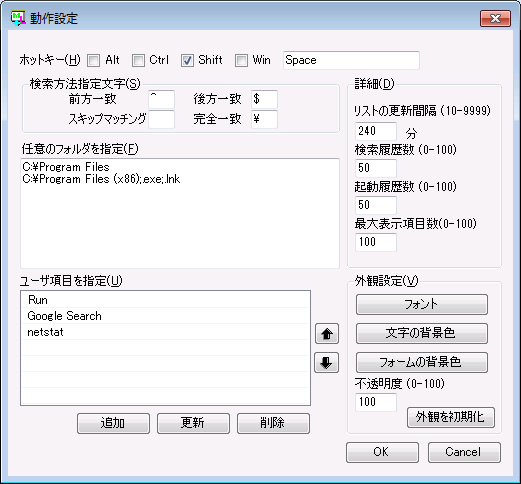 動作設定
ホットキー(H) Alt Ctrl Shift Win Space
検索方法指定文字(S)
前方一致 ^ 後方一致 $
スキップマッチング 完全一致 ¥
任意のフォルダを指定(F)
C:¥Program Files
C:¥Program Files (x86);.exe;.lnk
詳細(D)
リストの更新間隔 (10-9999)
240 分
検索履歴数 (0-100)
50
起動履歴数 (0-100)
50
最大表示項目数(0-100)
100
ユーザ項目を指定(U)
Run
Google Search
netstat
追加 更新 削除
外観設定(V)
フォント
文字の背景色
フォームの背景色
不透明度 (0-100)
100
外観を初期化
OK Cancel